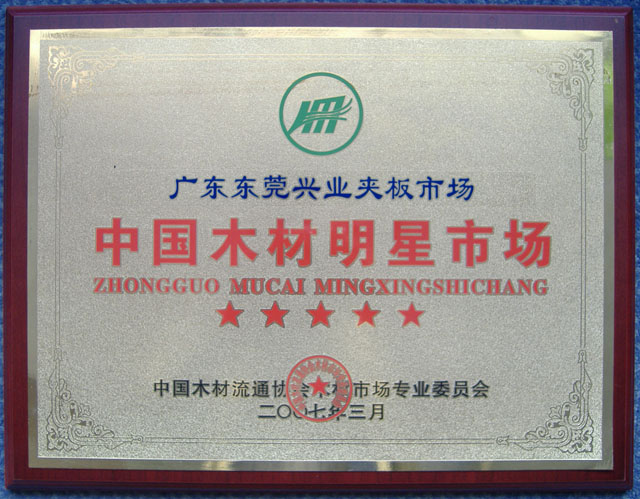 广东东莞兴业夹板市场
中国木材明星市场
ZHONGGUO MUCAI MINGXINGSHICHANG
中国木材流通协会木材市场专业委员会
二〇〇七年三月